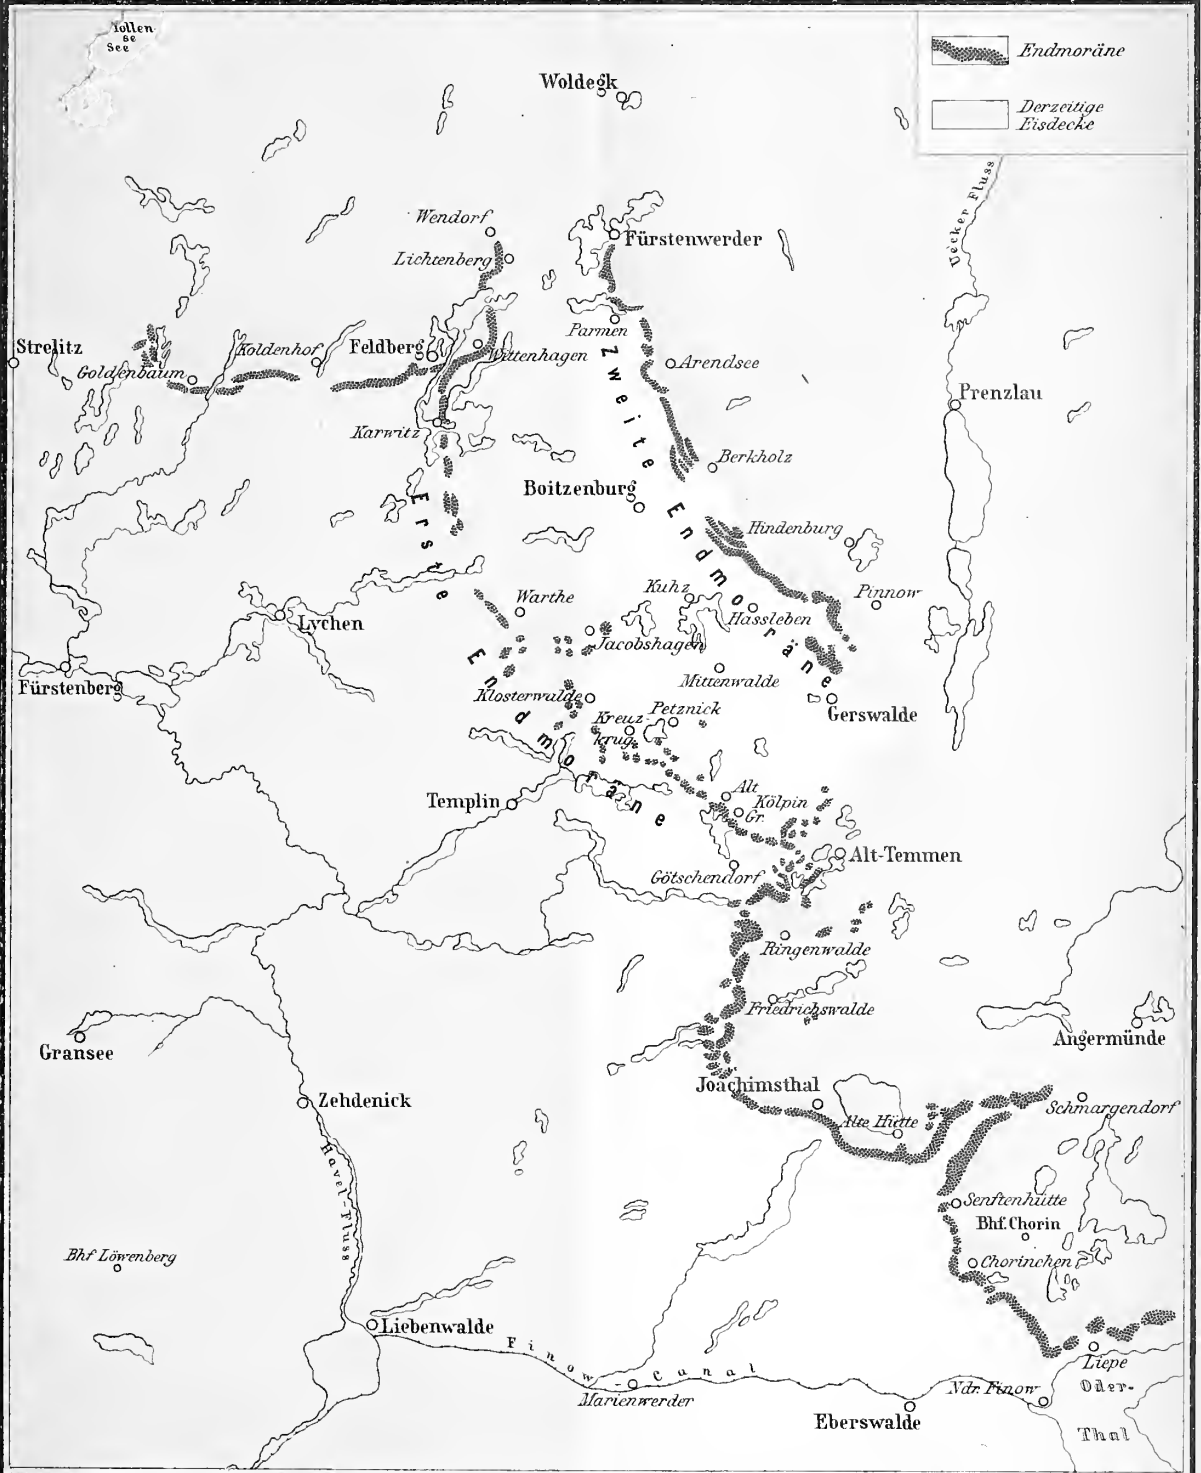 Tollen-
se
See
Endmoräne
Derzeitige
Eisdecke
Woldegk
Uecker Fluss
Wendorf
Fürstenwerder
Lichtenberg
Parmen
Strelitz
Koldenhof
Feldberg
Wittenhagen
Goldenbaum
Arendsee
Prenzlau
Karwitz
Berkholz
Boitzenburg
Zweite Endmoräne
Erste Endmoräne
Hindenburg
Warthe
Kuhz
Hassleben
Pinnow
Lychen
Jacobshagen
Mittenwalde
Fürstenberg
Klosterwalde
Petznick
Kreuz-
krug
Gerswalde
Templin
Alt
Kölpin
Gr.
Alt-Temmen
Götschendorf
Ringenwalde
Friedrichswalde
Gransee
Angermünde
Joachimsthal
Zehdenick
Alte Hütte
Schmargendorf
Havel-Fluss
Senftenhütte
Bhf. Chorin
Bhf Löwenberg
Chorinchen
Liebenwalde
Finow-Canal
Liepe
Marienwerder
Ndr. Finow
Oder-
Thal
Eberswalde